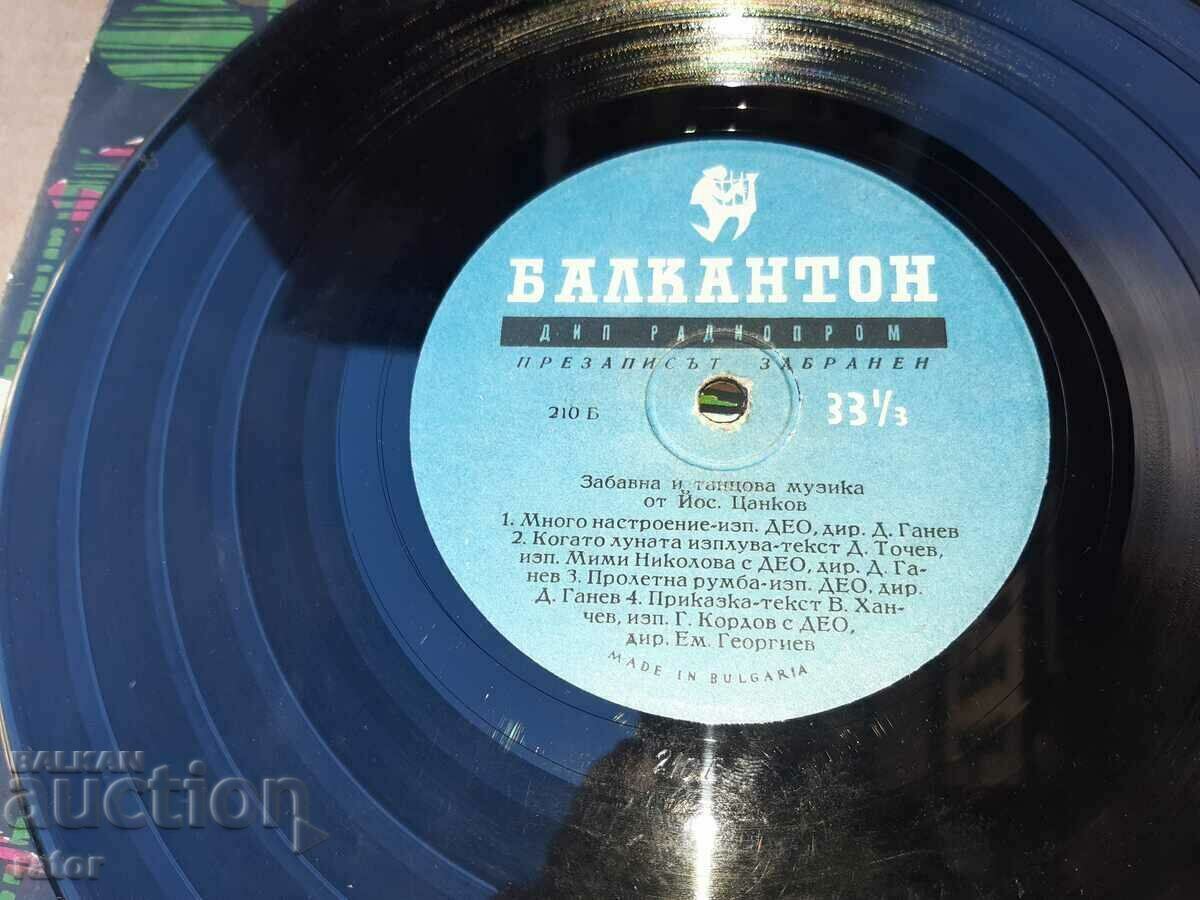 БАЛКАНТОН
ДИП РАДИОПРОМ
ПРЕЗАПИСЪТ ЗАБРАНЕН
210 Б
33 1/3
Забавна и танцова музика
от Йос. Цанков
1. Много настроение-изп. ДЕО, дир. Д. Ганев
2. Когато луната изплува-текст Д. Точев,
изп. Мими Николова с ДЕО, дир. Д. Га-
нев 3. Пролетна румба-изп. ДЕО, дир.
Д. Ганев 4. Приказка-текст В. Хан-
чев, изп. Г. Кордов с ДЕО,
дир. Ем. Георгиев
MADE IN BULGARIA
BALKAN
auction
rafor